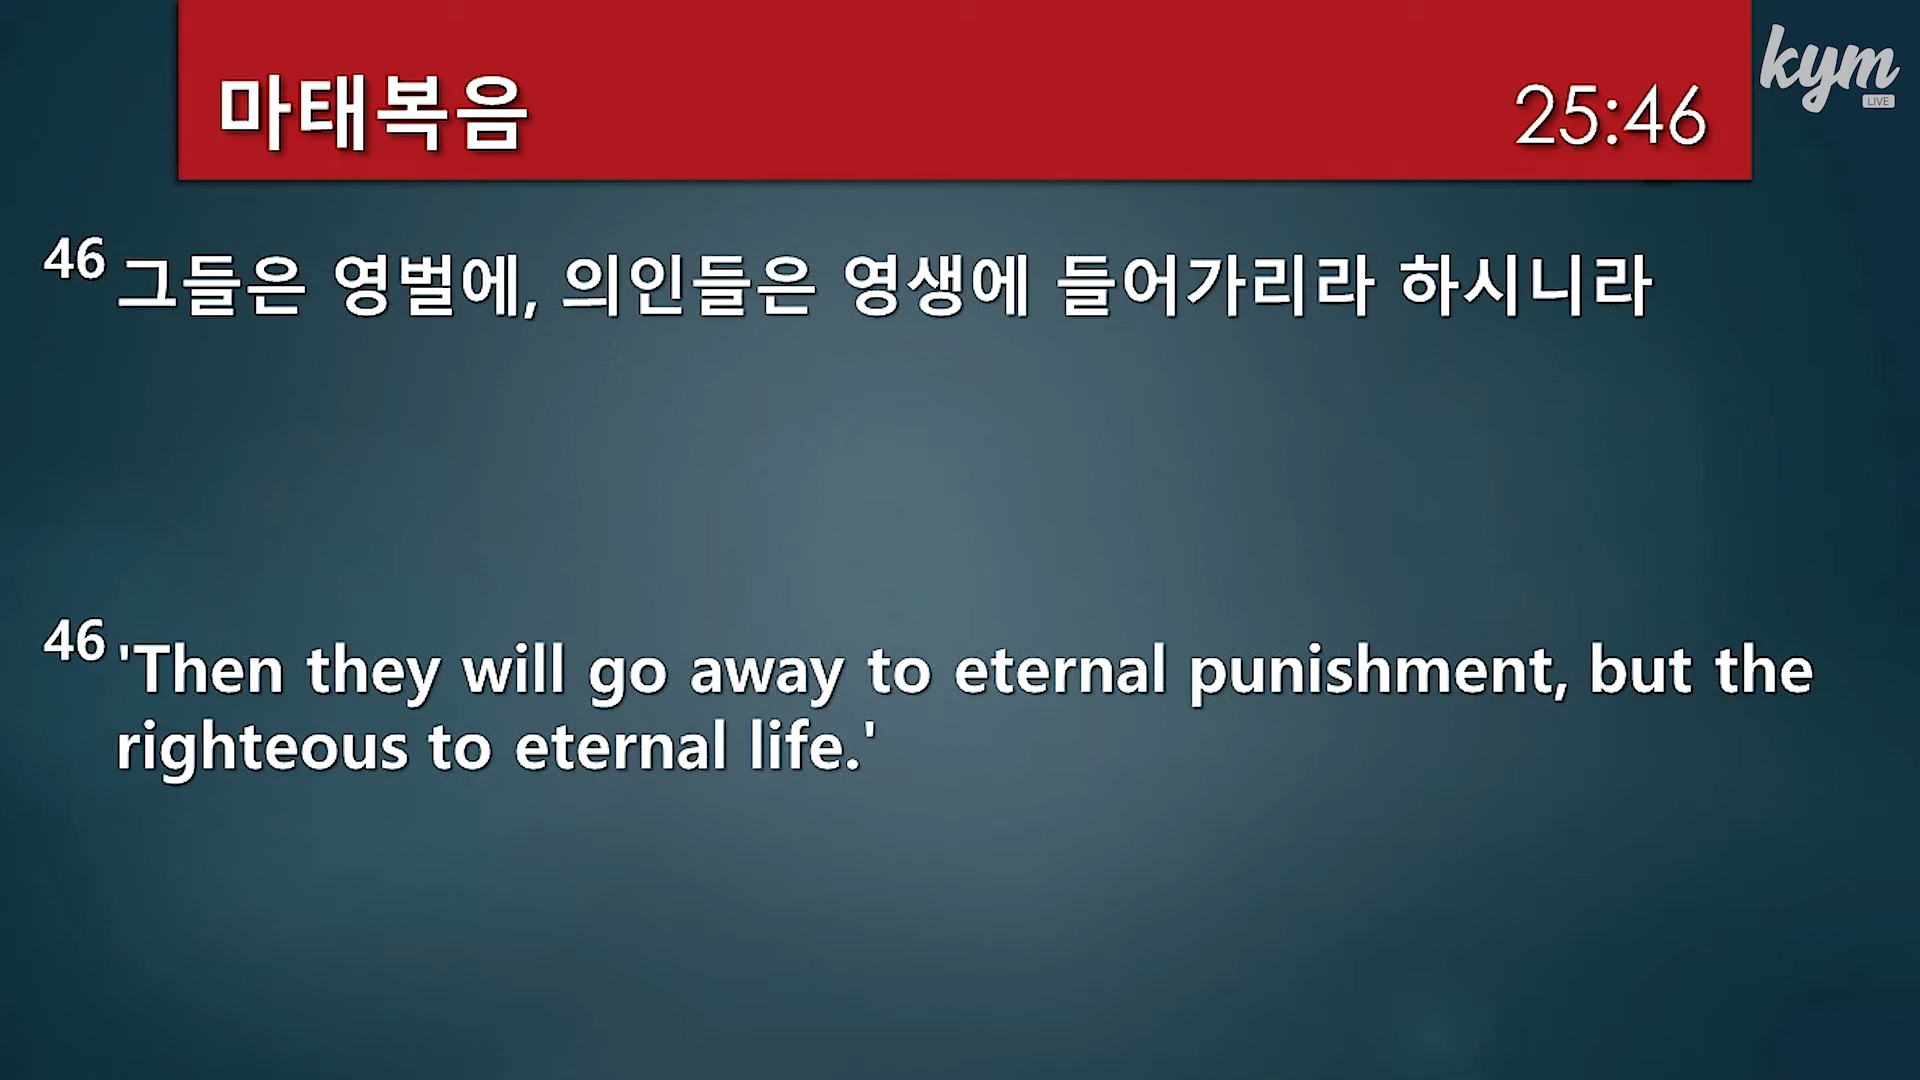 마태복음 25:46
kym
LIVE
46 그들은 영벌에, 의인들은 영생에 들어가리라 하시니라
46 'Then they will go away to eternal punishment, but the
righteous to eternal life.'